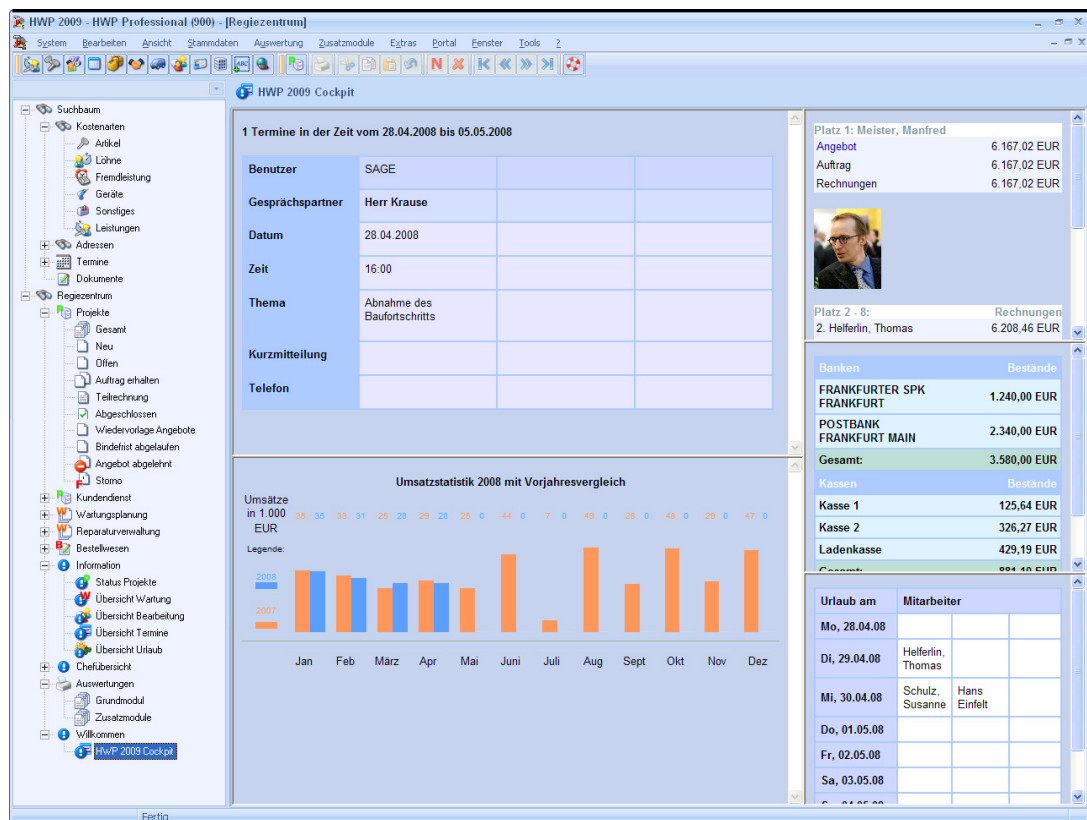 HWP 2009 - HWP Professional (900) - [Regiezentrum]
System Bearbeiten Ansicht Stammdaten Auswertung Zusatzmodule Extras Portal Fenster Tools ?
HWP 2009 Cockpit
Suchbaum
Kostenarten
Artikel
Löhne
Fremdleistung
Geräte
Sonstiges
Leistungen
Adressen
Termine
Dokumente
Regiezentrum
Projekte
Gesamt
Neu
Offen
Auftrag erhalten
Teilrechnung
Abgeschlossen
Wiedervorlage Angebote
Bindefrist abgelaufen
Angebot abgelehnt
Storno
Kundendienst
Wartungsplanung
Reparaturverwaltung
Bestellwesen
Information
Status Projekte
Übersicht Wartung
Übersicht Bearbeitung
Übersicht Termine
Übersicht Urlaub
Chefübersicht
Auswertungen
Grundmodul
Zusatzmodule
Willkommen
HWP 2009 Cockpit
1 Termine in der Zeit vom 28.04.2008 bis 05.05.2008
Benutzer SAGE
Gesprächspartner Herr Krause
Datum 28.04.2008
Zeit 16:00
Thema Abnahme des
Baufortschritts
Kurzmitteilung
Telefon
Umsatzstatistik 2008 mit Vorjahresvergleich
Umsätze
in 1.000
EUR
36 35 33 31 25 28 29 28 25 0 44 0 7 0 49 0 28 0 48 0 29 0 47 0
Legende:
2008
2007
Jan Feb März Apr Mai Juni Juli Aug Sept Okt Nov Dez
Platz 1: Meister, Manfred
Angebot 6.167,02 EUR
Auftrag 6.167,02 EUR
Rechnungen 6.167,02 EUR
Platz 2 - 8: Rechnungen
2. Helferlin, Thomas 6.208,46 EUR
Banken Bestände
FRANKFURTER SPK
FRANKFURT 1.240,00 EUR
POSTBANK
FRANKFURT MAIN 2.340,00 EUR
Gesamt: 3.580,00 EUR
Kassen Bestände
Kasse 1 125,64 EUR
Kasse 2 326,27 EUR
Ladenkasse 429,19 EUR
Gesamt: 881,10 EUR
Urlaub am Mitarbeiter
Mo, 28.04.08
Di, 29.04.08 Helferlin,
Thomas
Mi, 30.04.08 Schulz, Hans
Susanne Einfelt
Do, 01.05.08
Fr, 02.05.08
Sa, 03.05.08
So, 04.05.08
Fertig